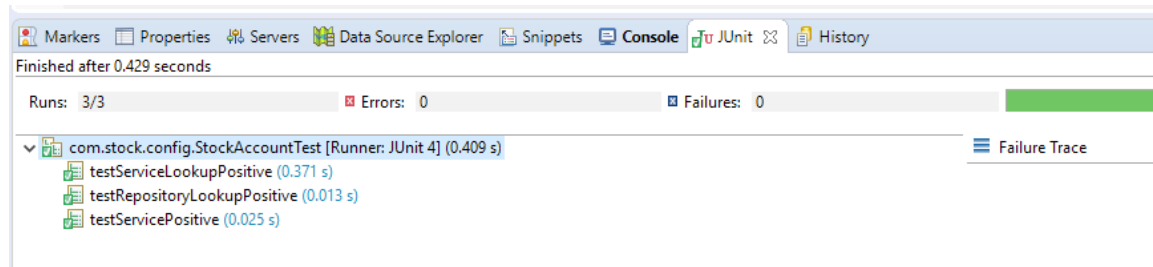 Markers Properties Servers Data Source Explorer Snippets Console JUnit History
Finished after 0.429 seconds
Runs: 3/3 Errors: 0 Failures: 0
com.stock.config.StockAccountTest [Runner: JUnit 4] (0.409 s) Failure Trace
testServiceLookupPositive (0.371 s)
testRepositoryLookupPositive (0.013 s)
testServicePositive (0.025 s)